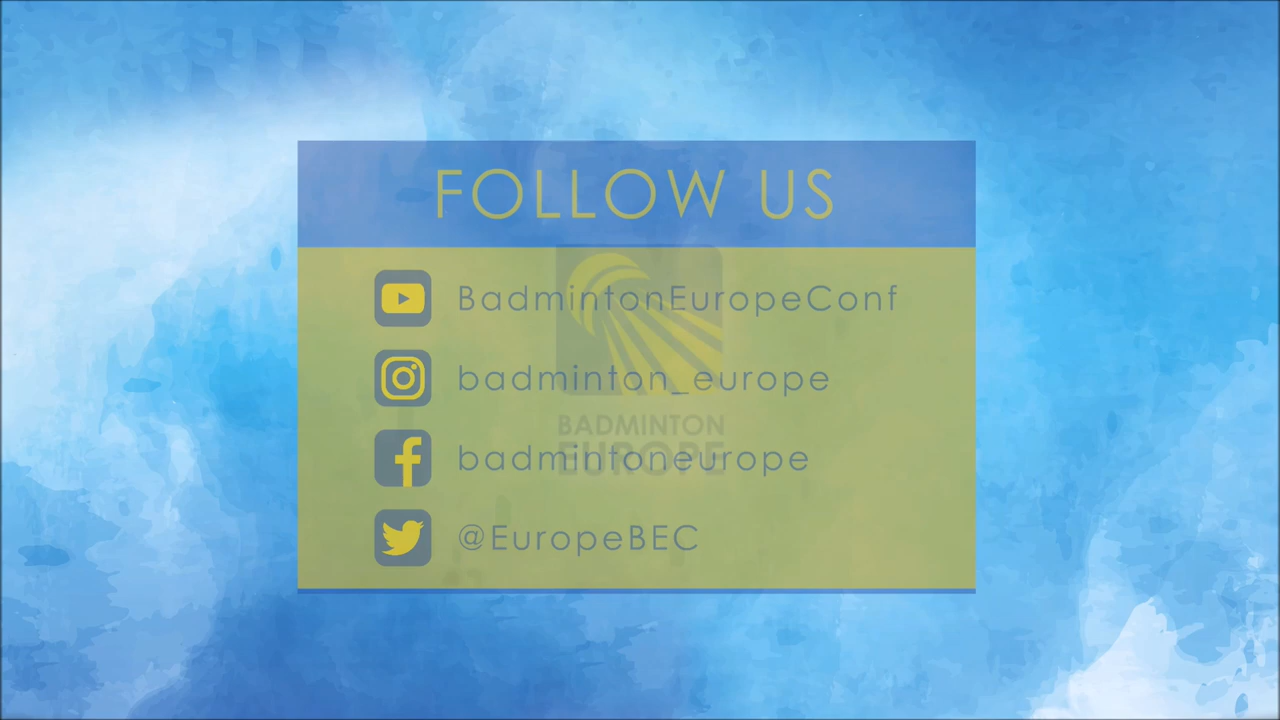 FOLLOW US
BadmintonEuropeConf
badminton_europe
BADMINTON
EUROPE
badmintoneurope
@EuropeBEC